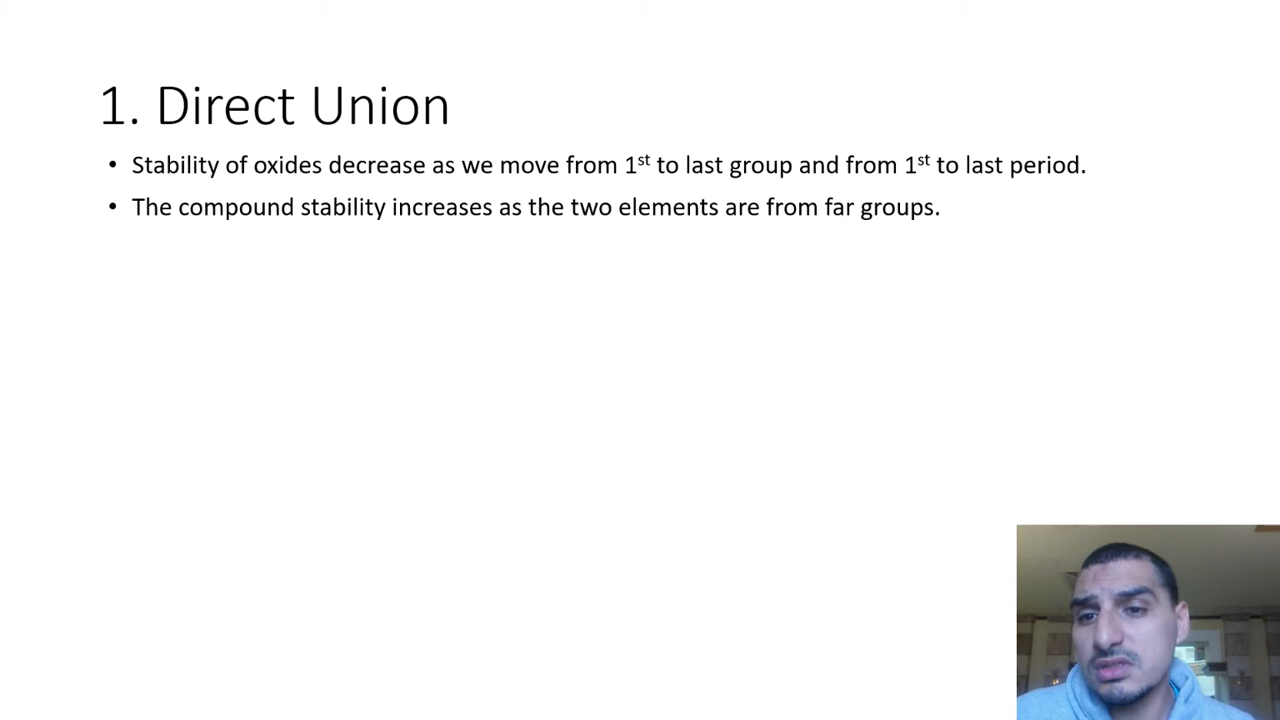 1. Direct Union
• Stability of oxides decrease as we move from 1st to last group and from 1st to last period.
• The compound stability increases as the two elements are from far groups.